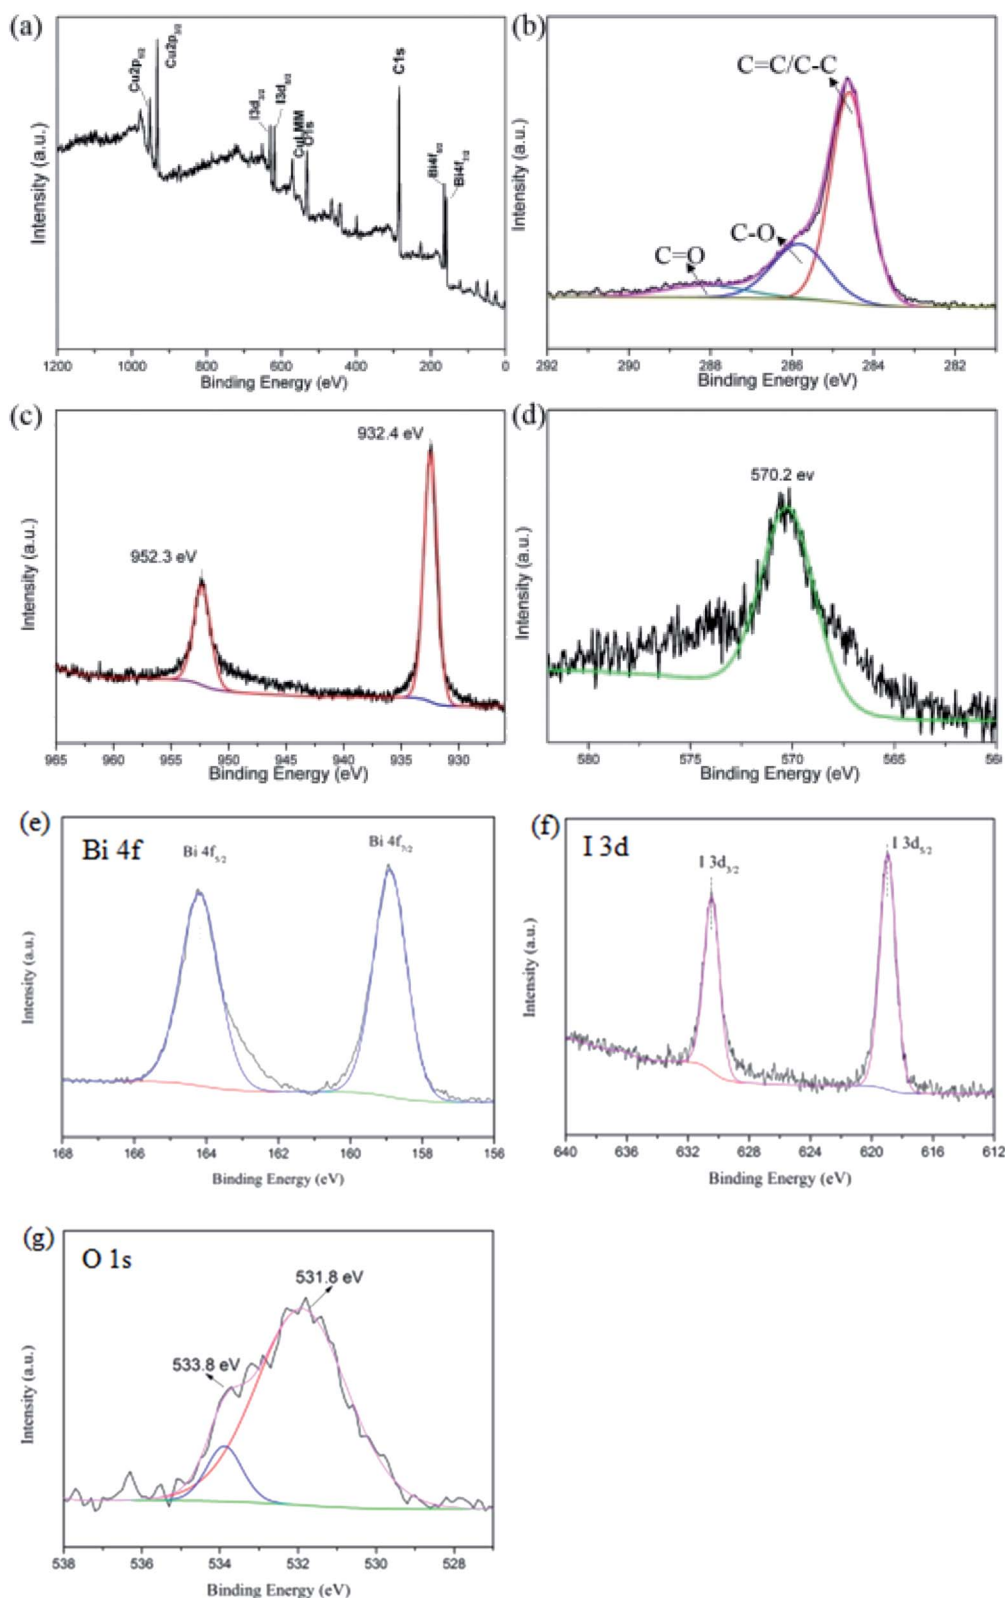 (a)
Cu2p1/2
Cu2p3/2
I3d3/2
I3d5/2
CuLMM
O1s
C1s
Bi4f5/2
Bi4f7/2
Intensity (a.u.)
1200 1000 800 600 400 200 0
Binding Energy (eV)
(b)
C=C/C-C
C-O
C=O
Intensity (a.u.)
292 290 288 286 284 282
Binding Energy (eV)
(c)
932.4 eV
952.3 eV
Intensity (a.u.)
965 960 955 950 945 940 935 930
Binding Energy (eV)
(d)
570.2 ev
Intensity (a.u.)
580 575 570 565 56
Binding Energy (eV)
(e)
Bi 4f
Bi 4f5/2
Bi 4f7/2
Intensity (a.u.)
168 166 164 162 160 158 156
Binding Energy (eV)
(f)
I 3d
I 3d3/2
I 3d5/2
Intensity (a.u.)
640 636 632 628 624 620 616 612
Binding Energy (eV)
(g)
O 1s
531.8 eV
533.8 eV
Intensity (a.u.)
538 536 534 532 530 528
Binding Energy (eV)